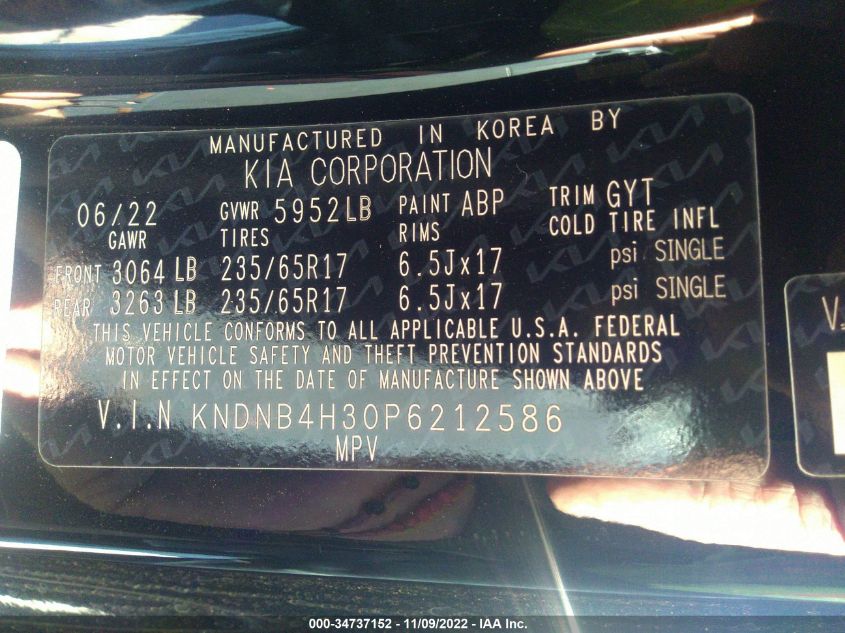 MANUFACTURED IN KOREA BY
KIA CORPORATION
06/22 GVWR 5952LB PAINT ABP TRIM GYT
GAWR TIRES RIMS COLD TIRE INFL
FRONT 3064 LB 235/65R17 6.5Jx17 psi SINGLE
REAR 3263 LB 235/65R17 6.5Jx17 psi SINGLE
THIS VEHICLE CONFORMS TO ALL APPLICABLE U.S.A. FEDERAL
MOTOR VEHICLE SAFETY AND THEFT PREVENTION STANDARDS
IN EFFECT ON THE DATE OF MANUFACTURE SHOWN ABOVE
V.I.N KNDNB4H30P6212586
MPV
000-34737152 - 11/09/2022 - IAA Inc.